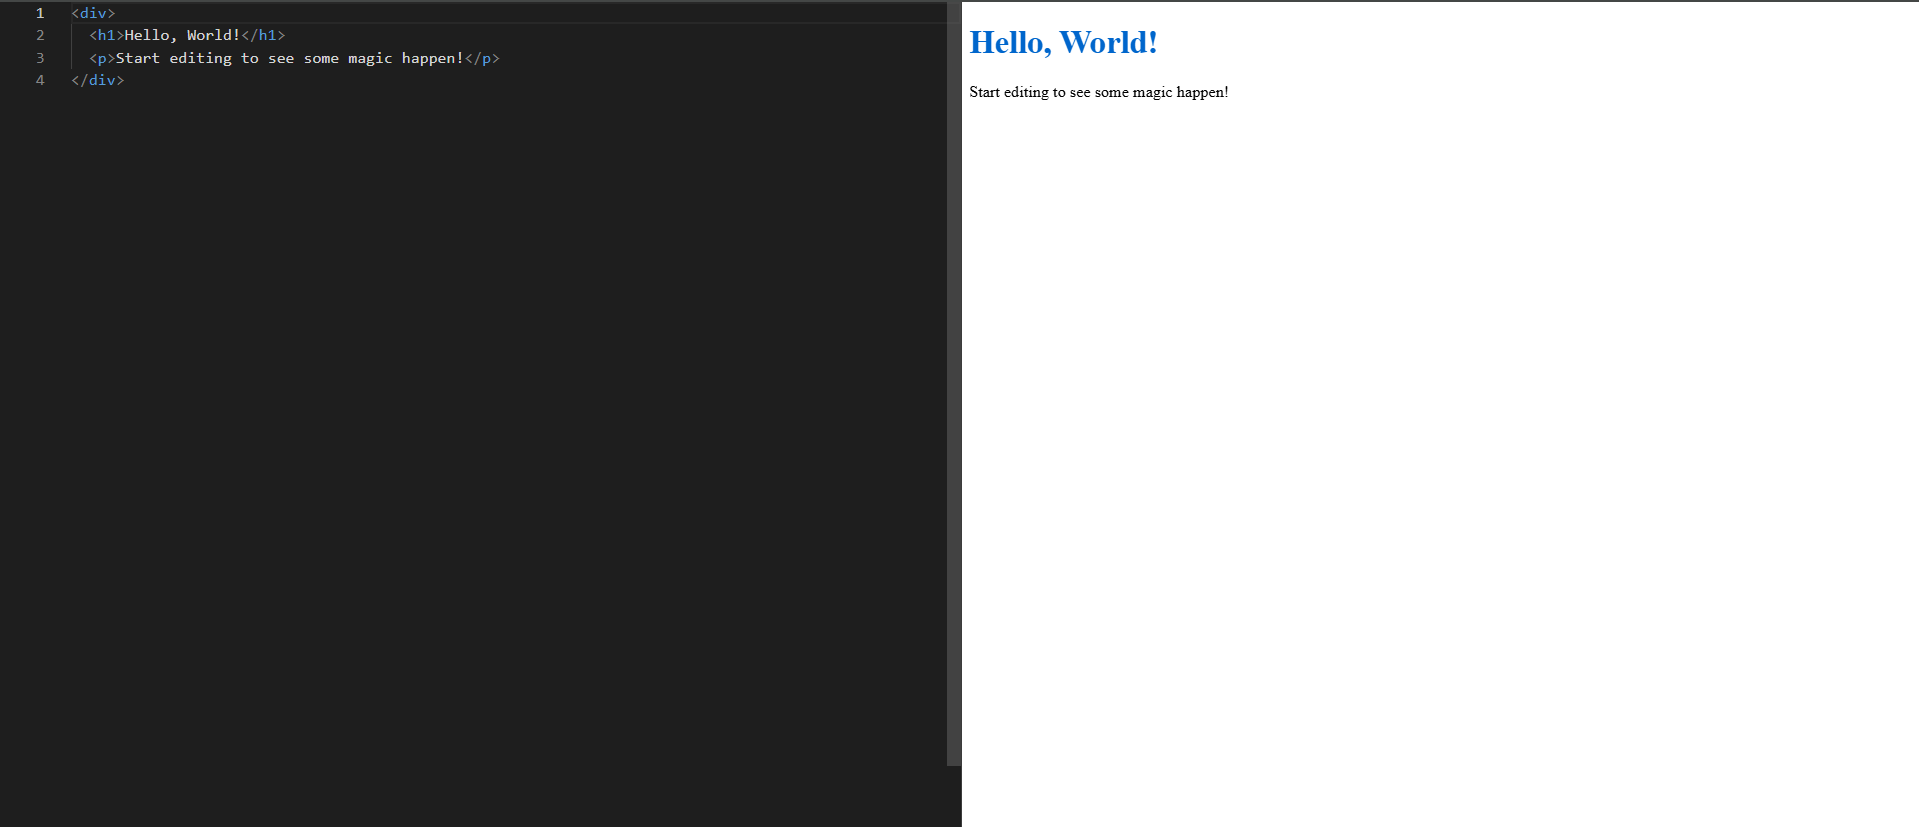 1 <div>
2   <h1>Hello, World!</h1>
3   <p>Start editing to see some magic happen!</p>
4 </div>
Hello, World!
Start editing to see some magic happen!